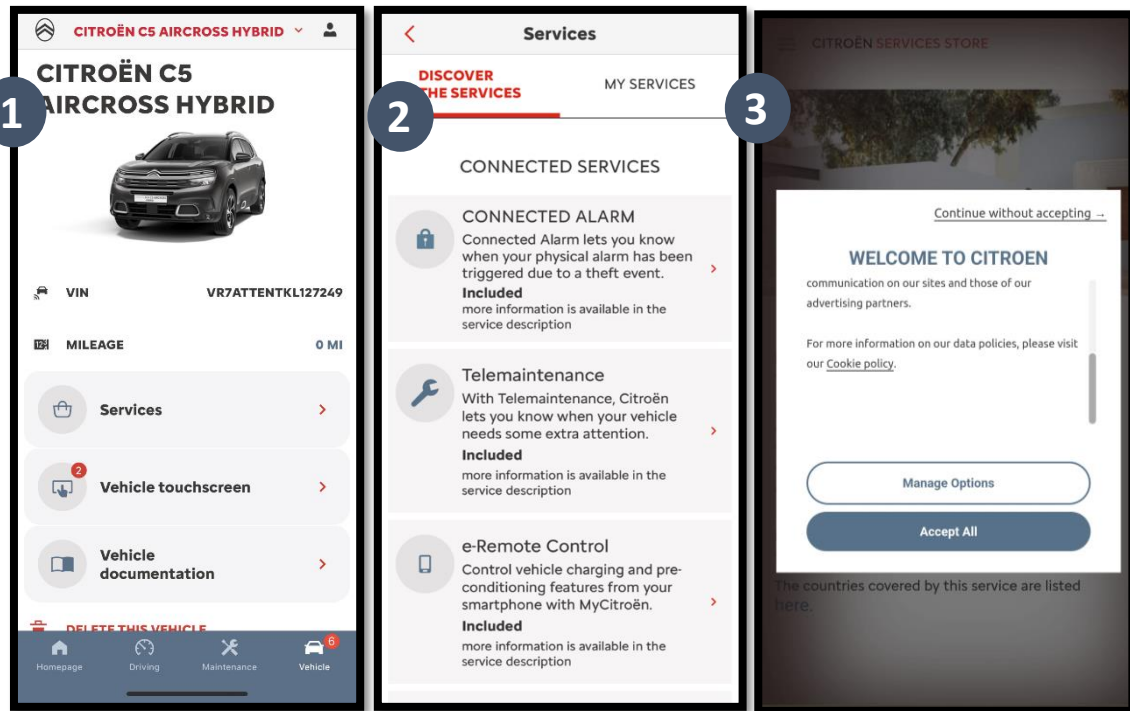 1
CITROËN C5 AIRCROSS HYBRID
CITROËN C5
AIRCROSS HYBRID
VIN VR7ATTENTKL127249
MILEAGE 0 MI
Services
2
Vehicle touchscreen
Vehicle
documentation
DELETE THIS VEHICLE
Homepage Driving Maintenance Vehicle 6
2
Services
DISCOVER
THE SERVICES
MY SERVICES
CONNECTED SERVICES
CONNECTED ALARM
Connected Alarm lets you know
when your physical alarm has been
triggered due to a theft event.
Included
more information is available in the
service description
Telemaintenance
With Telemaintenance, Citroën
lets you know when your vehicle
needs some extra attention.
Included
more information is available in the
service description
e-Remote Control
Control vehicle charging and pre-
conditioning features from your
smartphone with MyCitroën.
Included
more information is available in the
service description
3
CITROËN SERVICES STORE
Continue without accepting →
WELCOME TO CITROEN
communication on our sites and those of our
advertising partners.
For more information on our data policies, please visit
our Cookie policy.
Manage Options
Accept All
The countries covered by this service are listed
here.